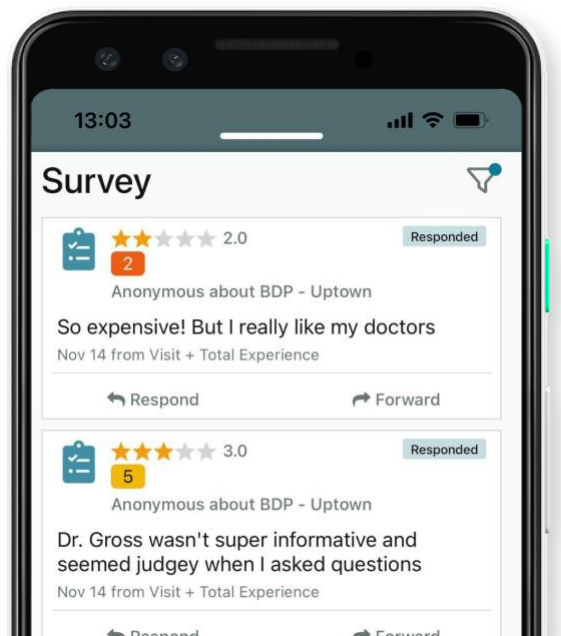 13:03
Survey
2.0
Responded
2
Anonymous about BDP - Uptown
So expensive! But I really like my doctors
Nov 14 from Visit + Total Experience
Respond
Forward
3.0
Responded
5
Anonymous about BDP - Uptown
Dr. Gross wasn't super informative and
seemed judgey when I asked questions
Nov 14 from Visit + Total Experience
Respond
Forward